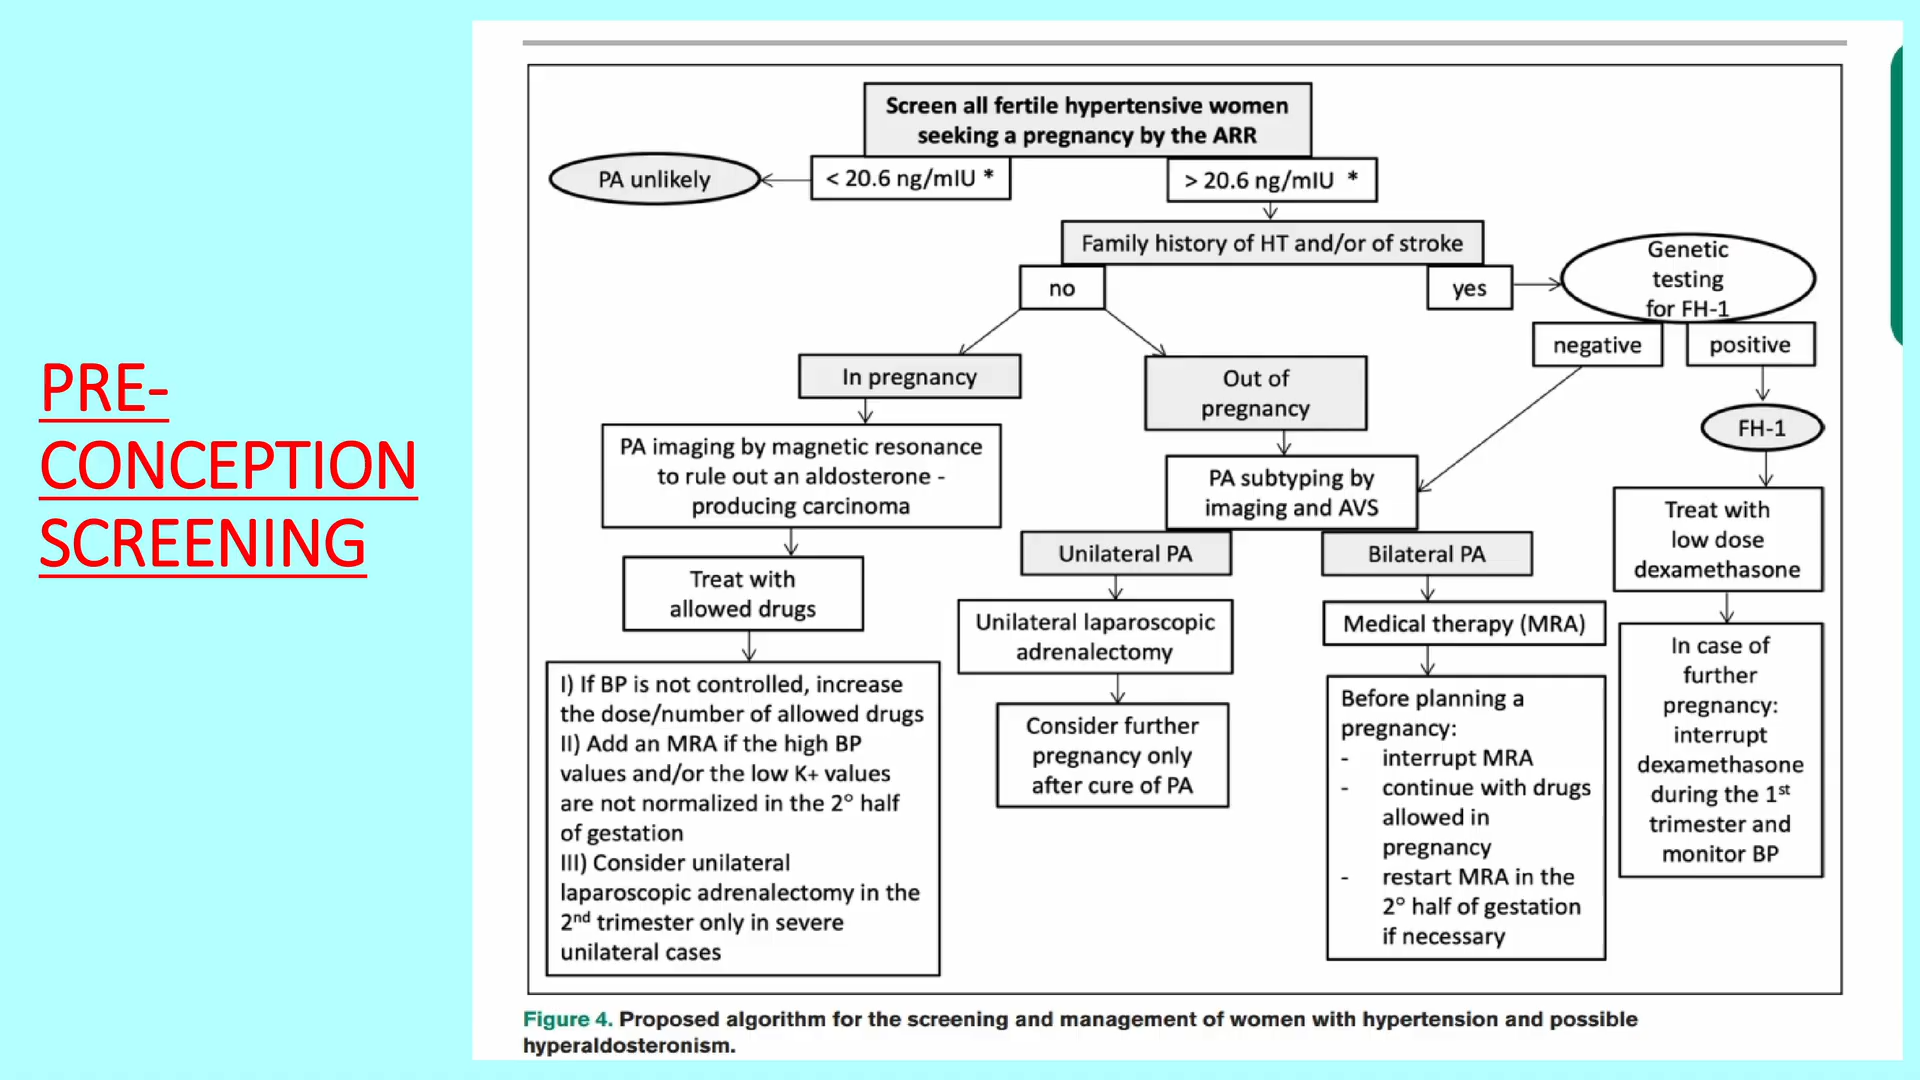 PRE-
CONCEPTION
SCREENING
Screen all fertile hypertensive women
seeking a pregnancy by the ARR
PA unlikely
< 20.6 ng/mIU *
> 20.6 ng/mIU *
Family history of HT and/or of stroke
no
yes
Genetic
testing
for FH-1
negative
positive
In pregnancy
Out of
pregnancy
FH-1
PA imaging by magnetic resonance
to rule out an aldosterone -
producing carcinoma
PA subtyping by
imaging and AVS
Treat with
low dose
dexamethasone
Unilateral PA
Bilateral PA
Treat with
allowed drugs
Unilateral laparoscopic
adrenalectomy
Medical therapy (MRA)
In case of
further
pregnancy:
interrupt
dexamethasone
during the 1st
trimester and
monitor BP
I) If BP is not controlled, increase
the dose/number of allowed drugs
II) Add an MRA if the high BP
values and/or the low K+ values
are not normalized in the 2° half
of gestation
III) Consider unilateral
laparoscopic adrenalectomy in the
2nd trimester only in severe
unilateral cases
Consider further
pregnancy only
after cure of PA
Before planning a
pregnancy:
- interrupt MRA
- continue with drugs
allowed in
pregnancy
- restart MRA in the
2° half of gestation
if necessary
Figure 4. Proposed algorithm for the screening and management of women with hypertension and possible
hyperaldosteronism.